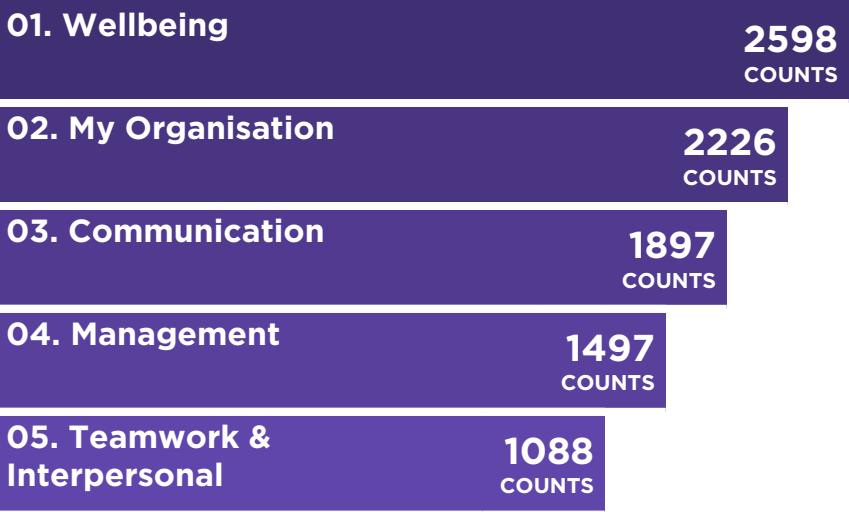 01. Wellbeing
2598
COUNTS
02. My Organisation
2226
COUNTS
03. Communication
1897
COUNTS
04. Management
1497
COUNTS
05. Teamwork &
Interpersonal
1088
COUNTS